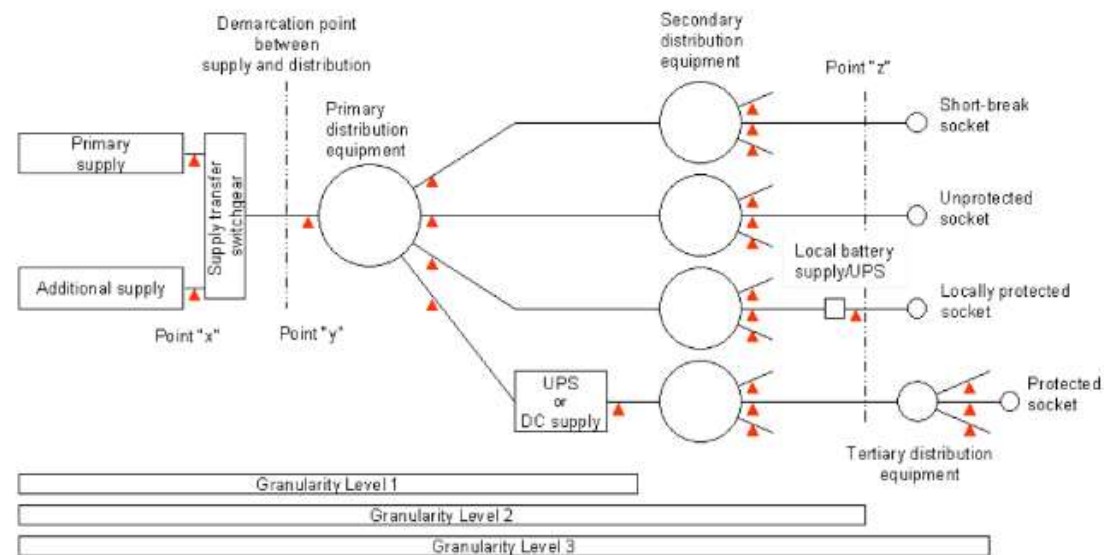 Demarcation point
between
supply and distribution
Secondary
distribution
equipment
Point "z"
Primary
distribution
equipment
Short-break
socket
Primary
supply
Supply transfer
switchgear
Unprotected
socket
Local battery
supply/UPS
Additional supply
Locally protected
socket
Point "x"
Point "y"
UPS
or
DC supply
Protected
socket
Tertiary distribution
equipment
Granularity Level 1
Granularity Level 2
Granularity Level 3